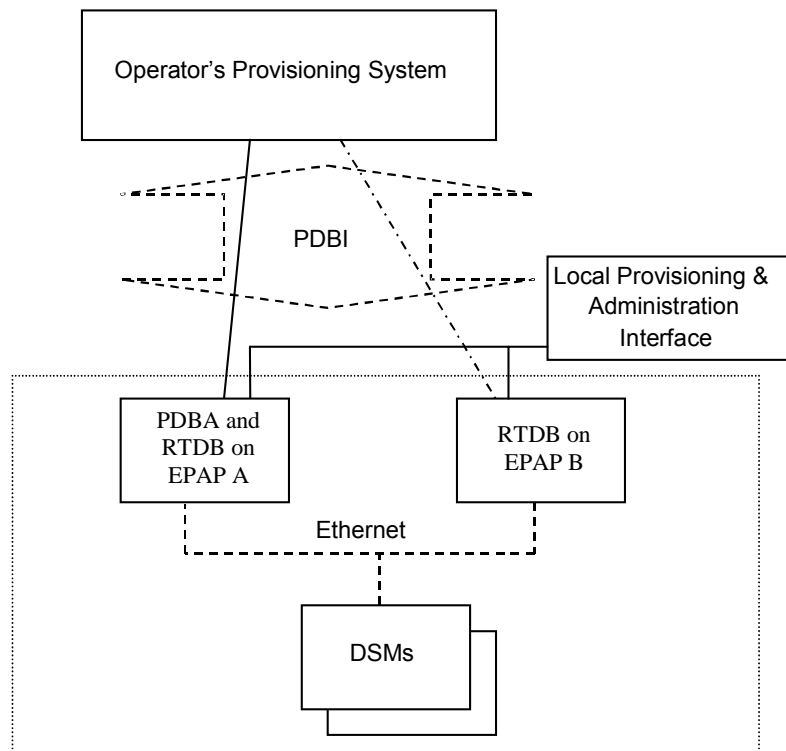 Operator’s Provisioning System
PDBI
Local Provisioning &
Administration
Interface
PDBA and
RTDB on
EPAP A
RTDB on
EPAP B
Ethernet
DSMs